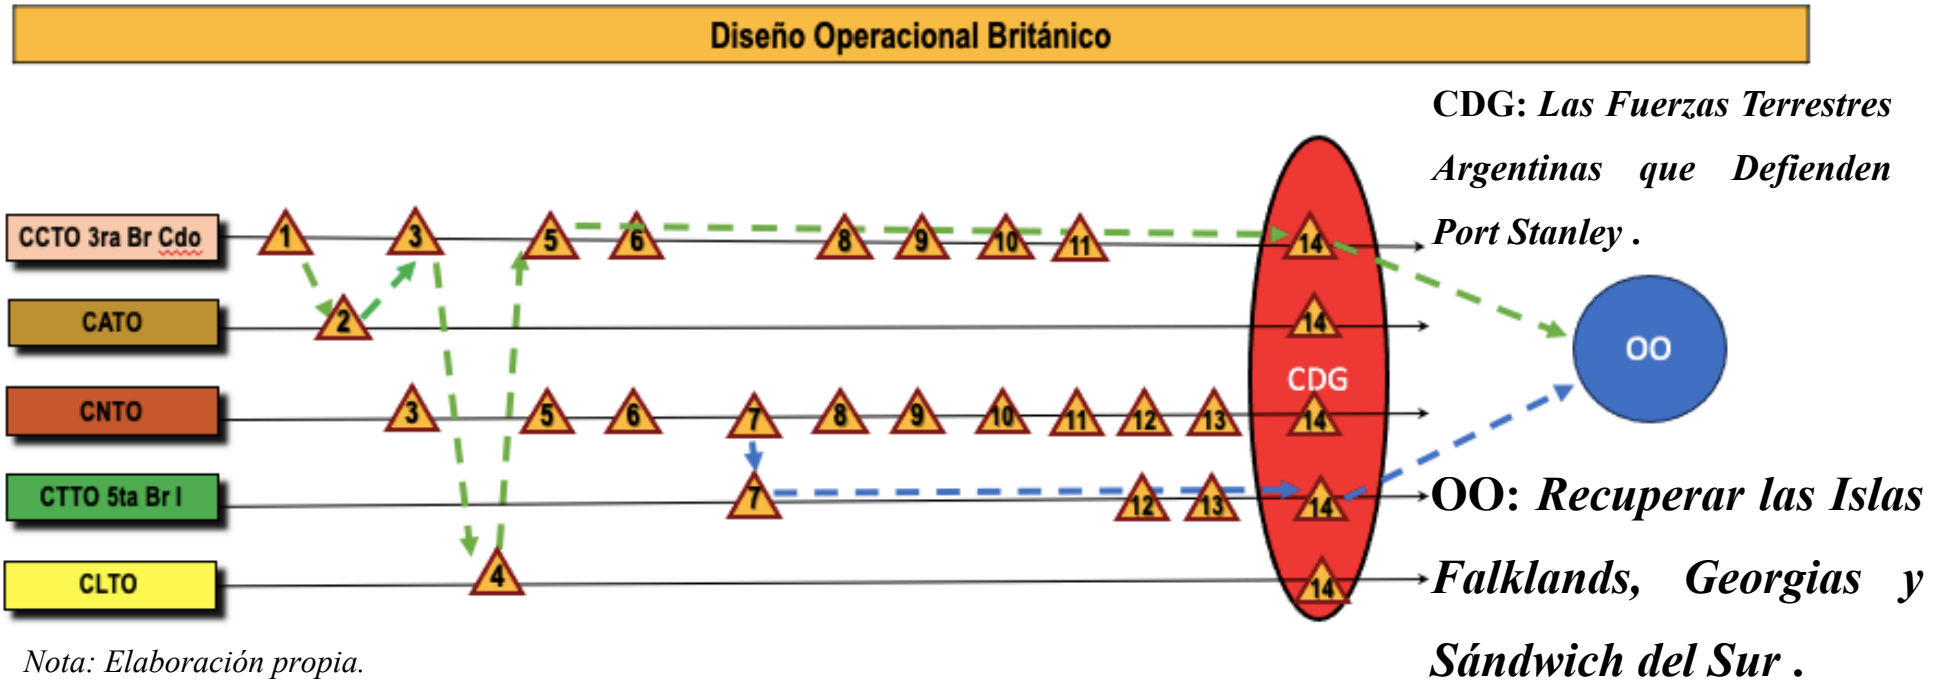 Diseño Operacional Británico
CDG: Las Fuerzas Terrestres
Argentinas que Defienden
Port Stanley .
CCTO 3ra Br Cdo 1 3 5 6 8 9 10 11 14
CATO 2 14
OO
CDG
CNTO 3 5 6 7 8 9 10 11 12 13 14
CTTO 5ta Br I 7 12 13 14
OO: Recuperar las Islas
CLTO 4 14
Falklands, Georgias y
Sándwich del Sur .
Nota: Elaboración propia.